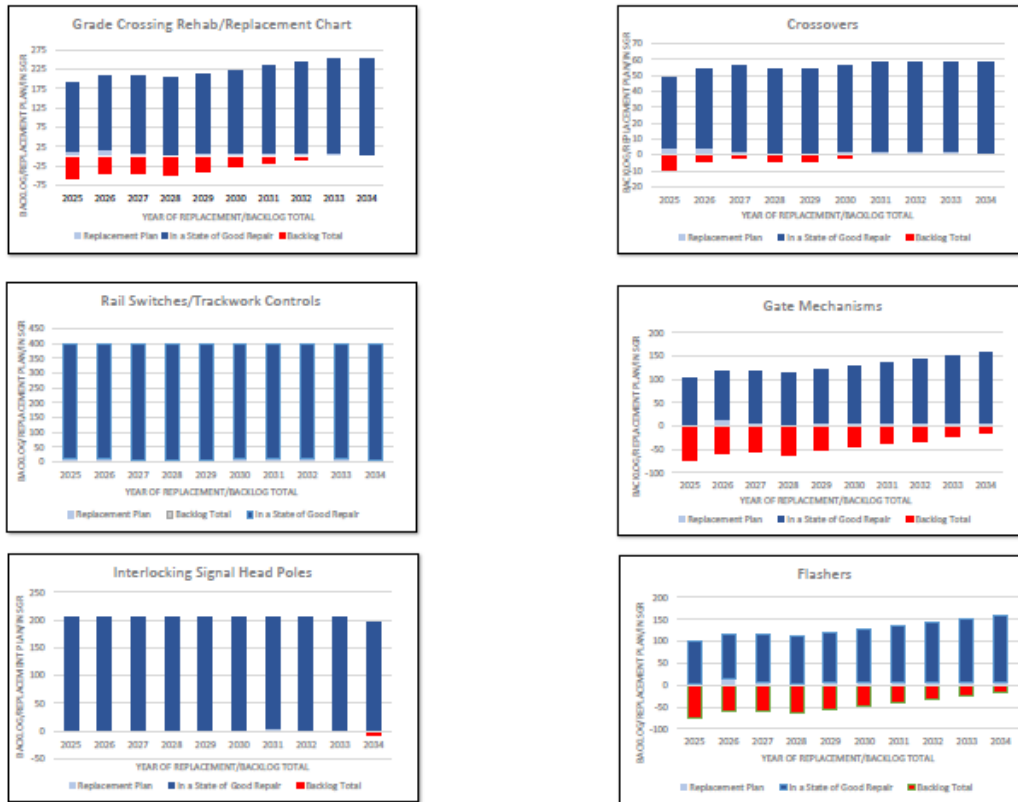 Grade Crossing Rehab/Replacement Chart
BACKLOG/REPLACEMENT PLAN/IN SGR
275
225
175
125
75
25
-25
-75
2025 2026 2027 2028 2029 2030 2031 2032 2033 2034
YEAR OF REPLACEMENT/BACKLOG TOTAL
Replacement Plan In a State of Good Repair Backlog Total
Crossovers
BACKLOG/REPLACEMENT PLAN/IN SGR
70
60
50
40
30
20
10
0
-10
-20
2025 2026 2027 2028 2029 2030 2031 2032 2033 2034
YEAR OF REPLACEMENT/BACKLOG TOTAL
Replacement Plan In a State of Good Repair Backlog Total
Rail Switches/Trackwork Controls
BACKLOG/REPLACEMENT PLAN/IN SGR
450
400
350
300
250
200
150
100
50
0
2025 2026 2027 2028 2029 2030 2031 2032 2033 2034
YEAR OF REPLACEMENT/BACKLOG TOTAL
Replacement Plan Backlog Total In a State of Good Repair
Gate Mechanisms
BACKLOG/REPLACEMENT PLAN/IN SGR
200
150
100
50
0
-50
-100
2025 2026 2027 2028 2029 2030 2031 2032 2033 2034
YEAR OF REPLACEMENT/BACKLOG TOTAL
Replacement Plan In a State of Good Repair Backlog Total
Interlocking Signal Head Poles
BACKLOG/REPLACEMENT PLAN/IN SGR
250
200
150
100
50
0
-50
2025 2026 2027 2028 2029 2030 2031 2032 2033 2034
YEAR OF REPLACEMENT/BACKLOG TOTAL
Replacement Plan In a State of Good Repair Backlog Total
Flashers
BACKLOG/REPLACEMENT PLAN/IN SGR
200
150
100
50
0
-50
-100
2025 2026 2027 2028 2029 2030 2031 2032 2033 2034
YEAR OF REPLACEMENT/BACKLOG TOTAL
Replacement Plan In a State of Good Repair Backlog Total